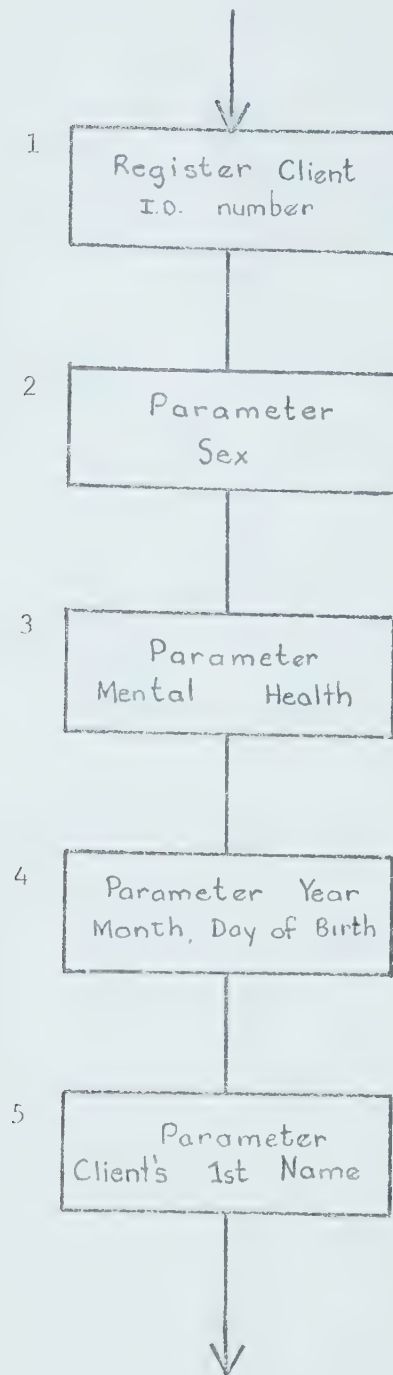 1
Register Client
I.D. number
2
Parameter
Sex
3
Parameter
Mental Health
4
Parameter Year
Month, Day of Birth
5
Parameter
Client's 1st Name